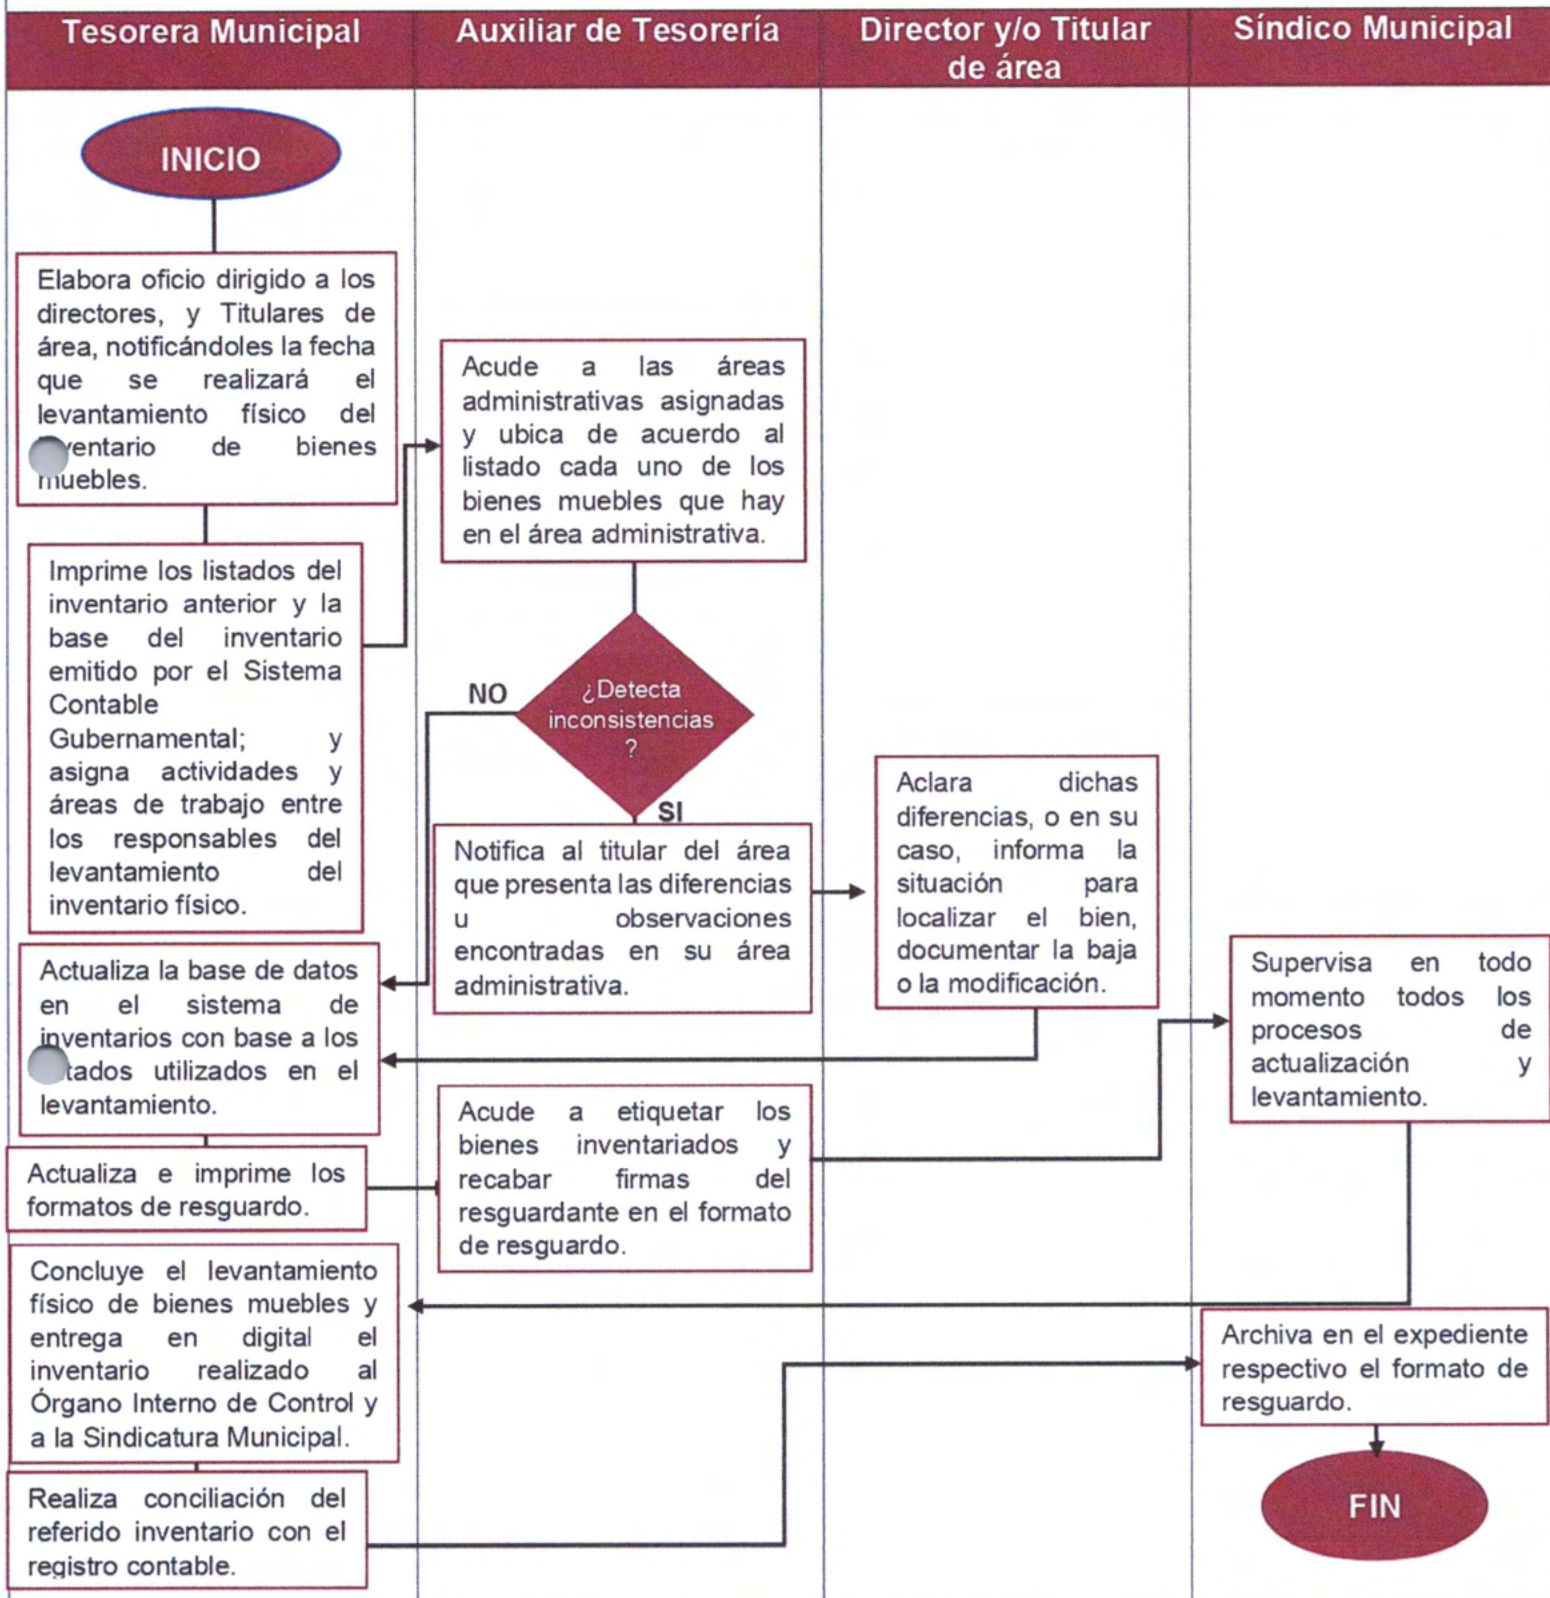 Tesorera Municipal
Auxiliar de Tesorería
Director y/o Titular
de área
Síndico Municipal
INICIO
Elabora oficio dirigido a los
directores, y Titulares de
área, notificándoles la fecha
que se realizará el
levantamiento físico del
ventario de bienes
muebles.
Imprime los listados del
inventario anterior y la
base del inventario
emitido por el Sistema
Contable
Gubernamental; y
asigna actividades y
áreas de trabajo entre
los responsables del
levantamiento del
inventario físico.
Acude a las áreas
administrativas asignadas
y ubica de acuerdo al
listado cada uno de los
bienes muebles que hay
en el área administrativa.
¿Detecta
inconsistencias
?
NO
SI
Notifica al titular del área
que presenta las diferencias
u observaciones
encontradas en su área
administrativa.
Aclara dichas
diferencias, o en su
caso, informa la
situación para
localizar el bien,
documentar la baja
o la modificación.
Actualiza la base de datos
en el sistema de
inventarios con base a los
tados utilizados en el
levantamiento.
Actualiza e imprime los
formatos de resguardo.
Acude a etiquetar los
bienes inventariados y
recabar firmas del
resguardante en el formato
de resguardo.
Supervisa en todo
momento todos los
procesos de
actualización y
levantamiento.
Concluye el levantamiento
físico de bienes muebles y
entrega en digital el
inventario realizado al
Órgano Interno de Control y
a la Sindicatura Municipal.
Realiza conciliación del
referido inventario con el
registro contable.
Archiva en el expediente
respectivo el formato de
resguardo.
FIN